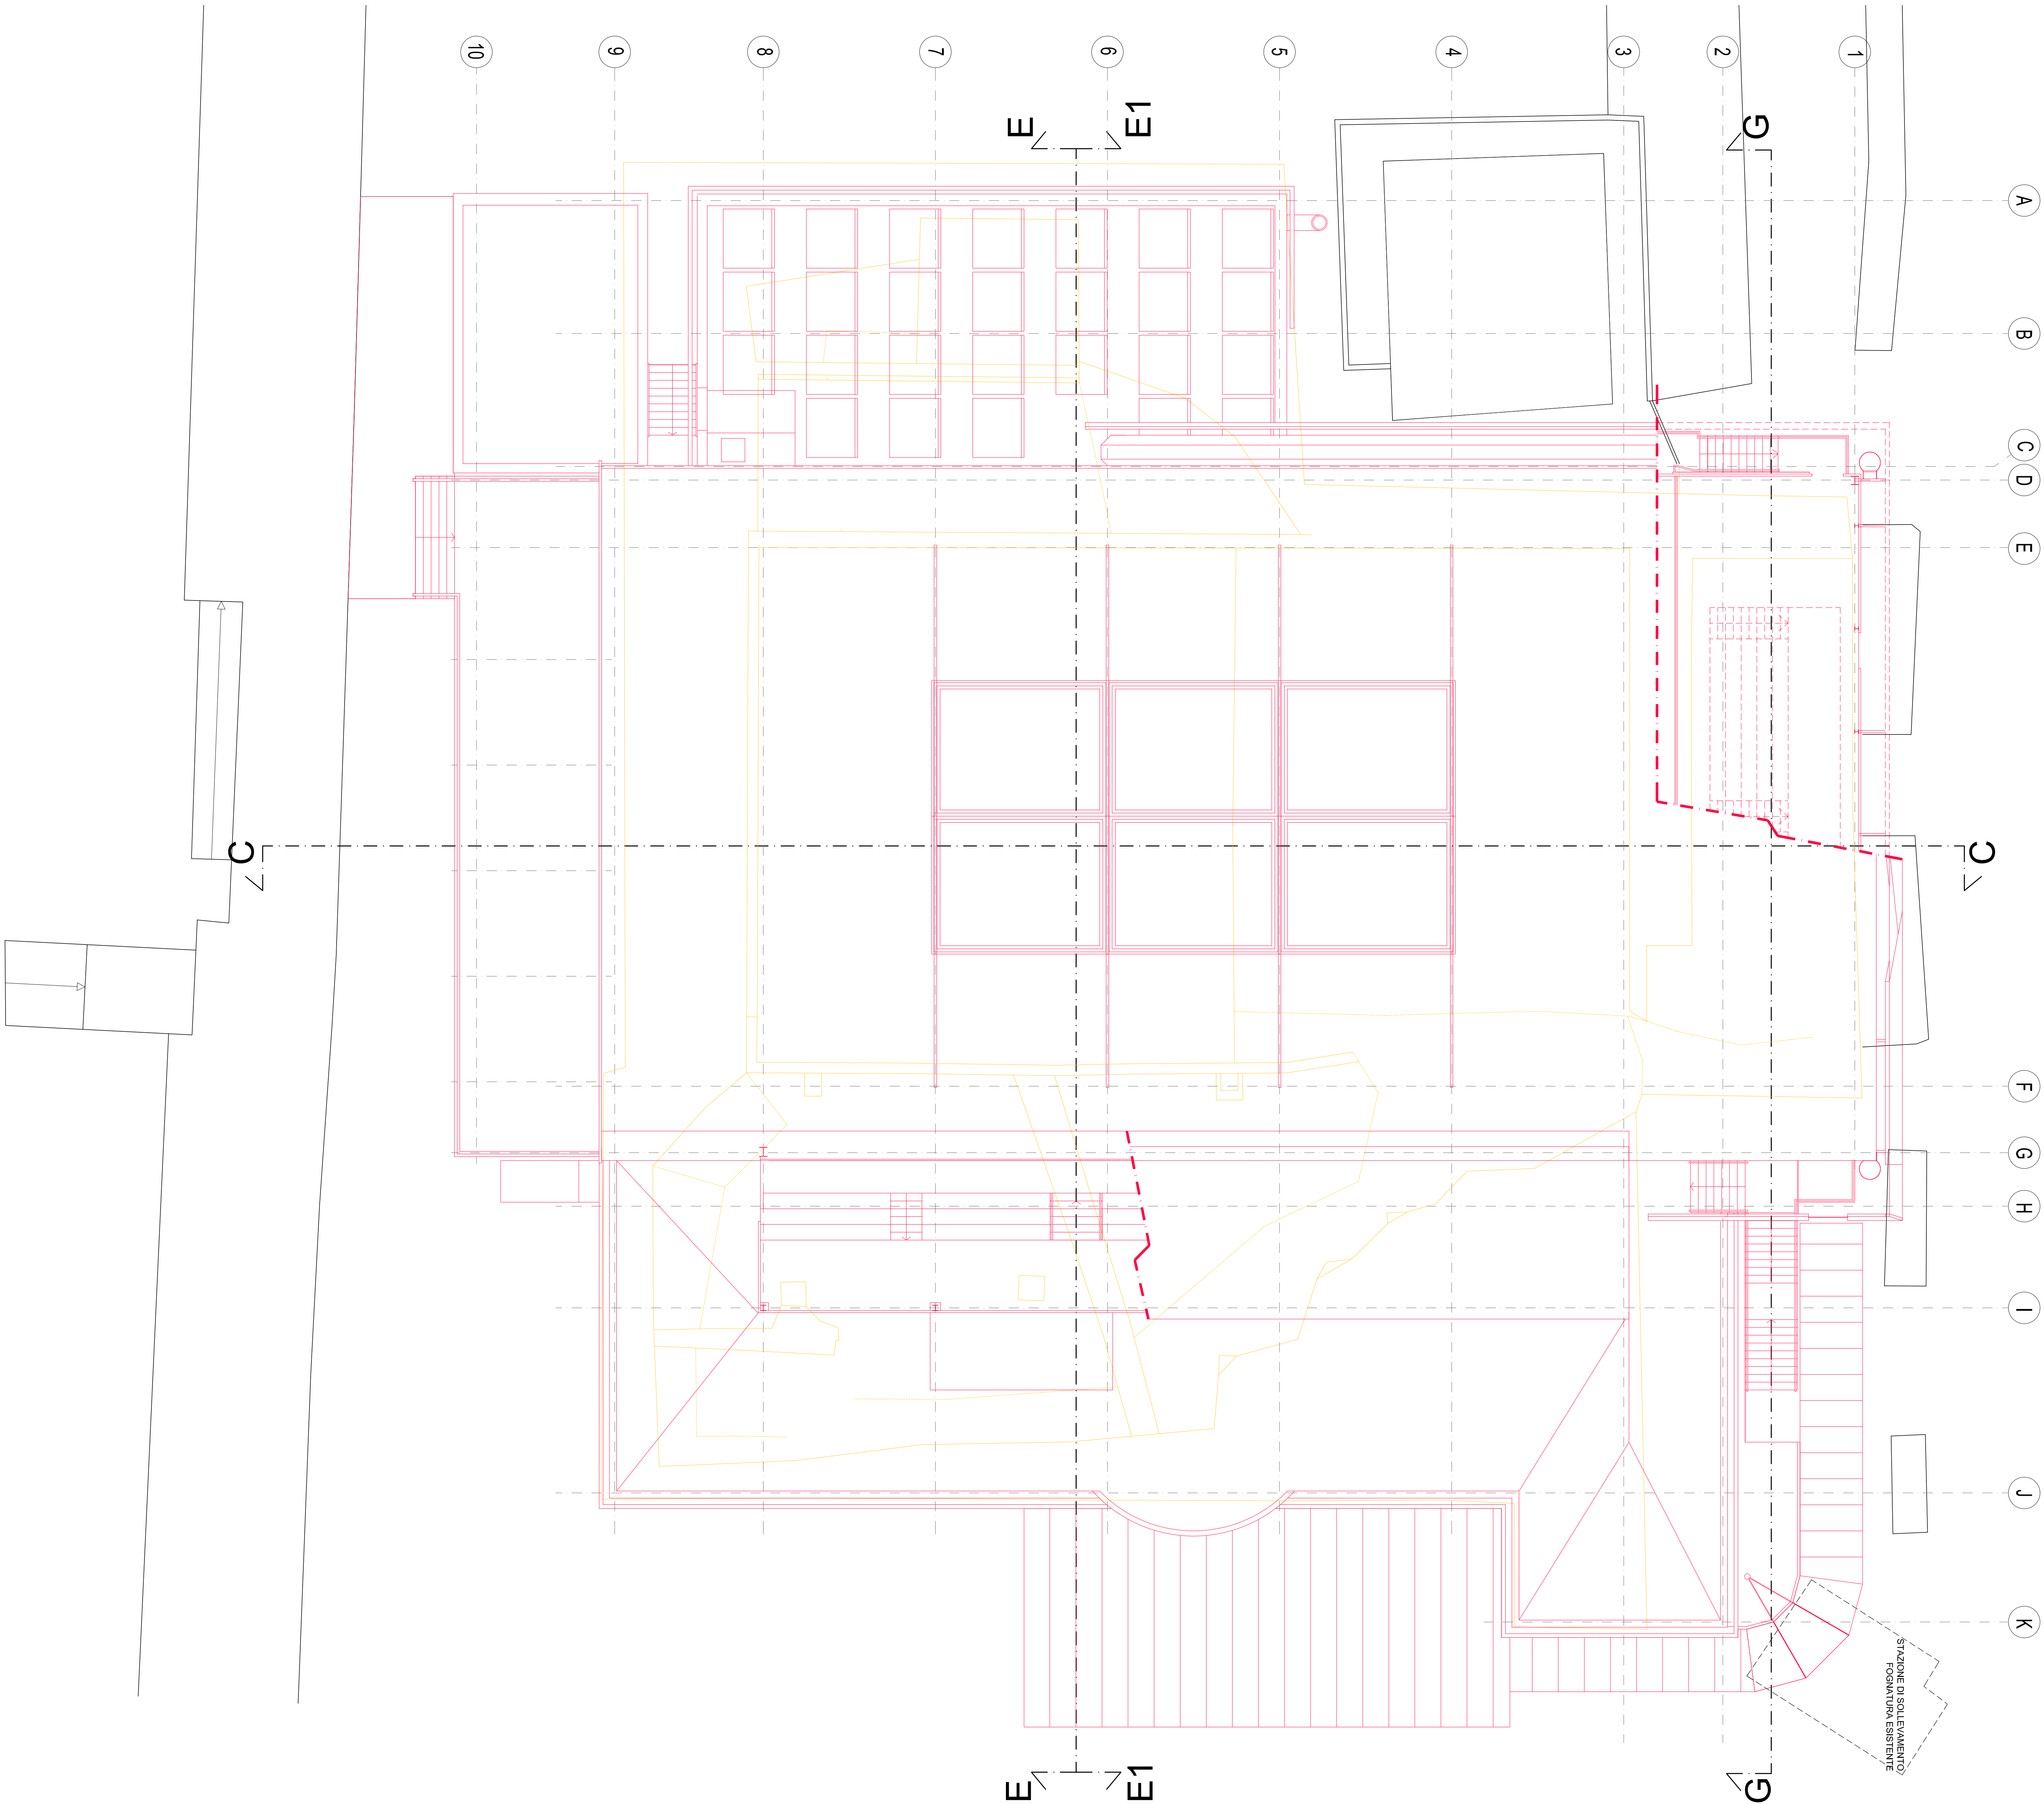 10
9
8
7
6
5
4
3
2
1
E
E1
G
A
B
C
D
E
C
C
F
G
H
I
J
K
STAZIONE DI SOLLEVAMENTO
FOGNATURA ESISTENTE
E
E1
G